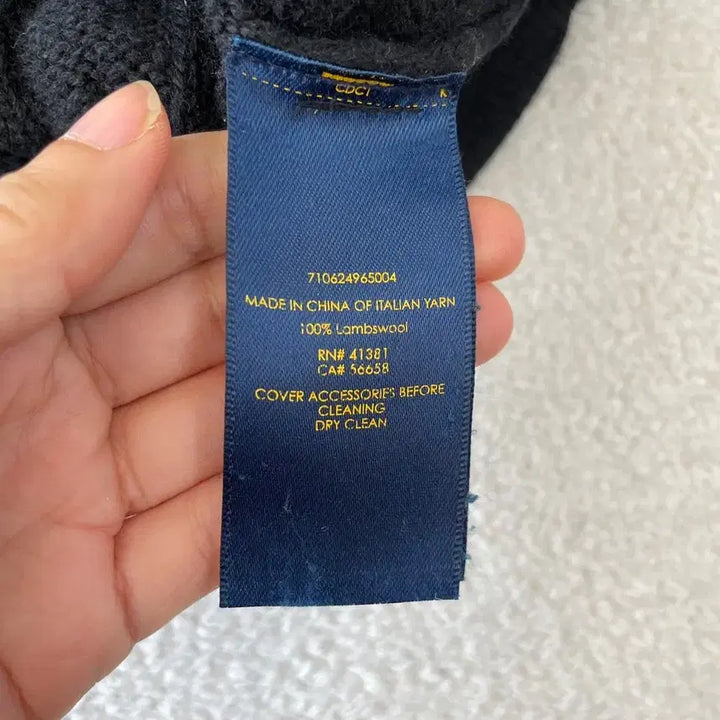 CDC1
710624965004
MADE IN CHINA OF ITALIAN YARN
100% Lambswool
RN# 41381
CA# 56658
COVER ACCESSORIES BEFORE
CLEANING
DRY CLEAN